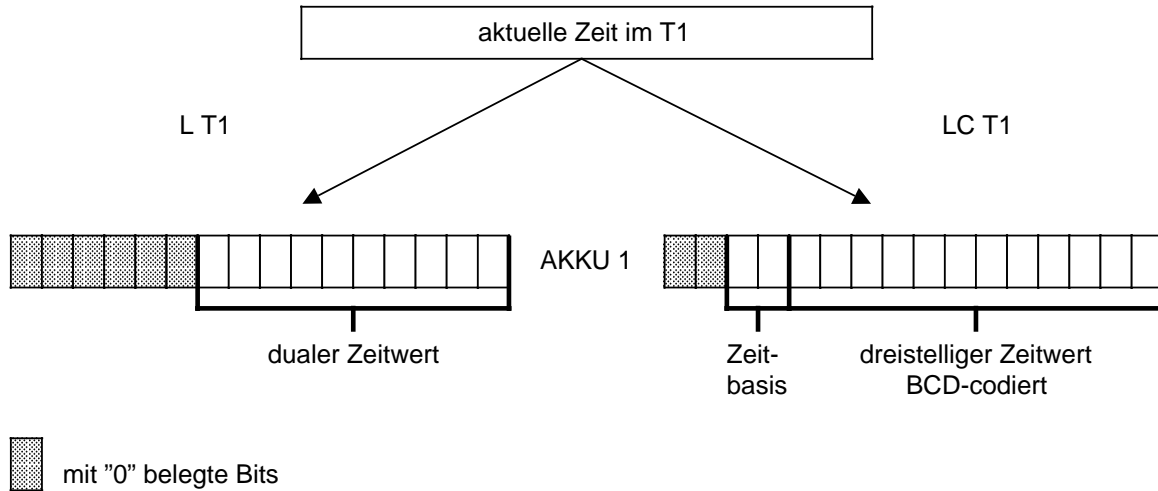 aktuelle Zeit im T1
L T1
LC T1
AKKU 1
dualer Zeitwert
Zeit-
basis
dreistelliger Zeitwert
BCD-codiert
mit ”0” belegte Bits